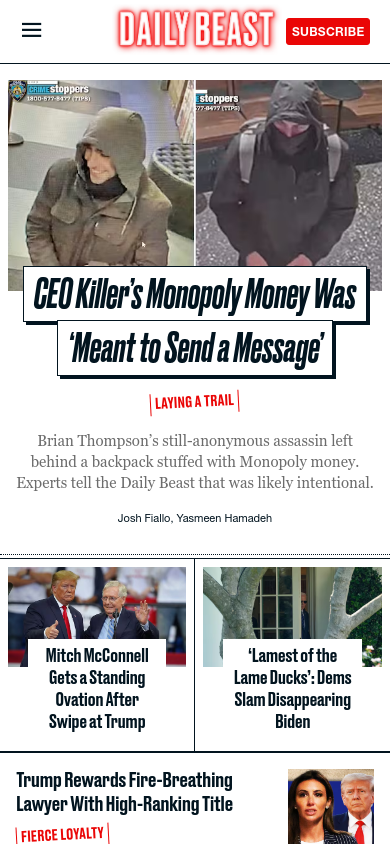 DAILY BEAST
SUBSCRIBE
CRIMEstoppers
1800-577-8477 (TIPS)
Estoppers
577-8477 (TIPS)
CEO Killer's Monopoly Money Was
'Meant to Send a Message'
LAYING A TRAIL
Brian Thompson's still-anonymous assassin left
behind a backpack stuffed with Monopoly money.
Experts tell the Daily Beast that was likely intentional.
Josh Fiallo, Yasmeen Hamadeh
Mitch McConnell
Gets a Standing
Ovation After
Swipe at Trump
‘Lamest of the
Lame Ducks’: Dems
Slam Disappearing
Biden
Trump Rewards Fire-Breathing
Lawyer With High-Ranking Title
FIERCE LOYALTY